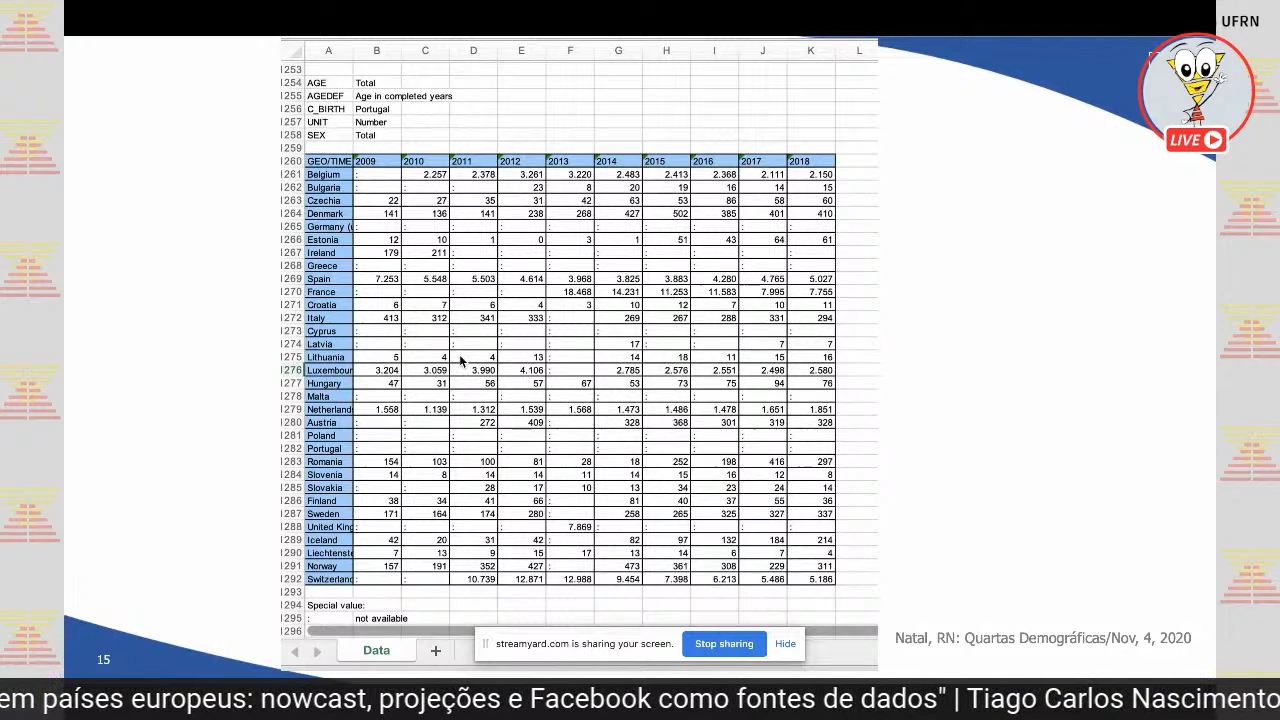 UFRN
LIVE
A B C D E F G H I J K L
1253
1254 AGE Total
1255 AGEDEF Age in completed years
1256 C_BIRTH Portugal
1257 UNIT Number
1258 SEX Total
1259
1260 GEO/TIME 2009 2010 2011 2012 2013 2014 2015 2016 2017 2018
1261 Belgium : 2.257 2.378 3.261 3.220 2.483 2.413 2.368 2.111 2.150
1262 Bulgaria : : : 23 8 20 19 16 14 15
1263 Czechia : 27 35 31 42 63 53 86 58 61
1264 Denmark 141 136 141 238 268 427 502 385 401 410
1265 Germany ( : : : : : : : : : :
1266 Estonia 12 10 1 0 3 1 51 43 64 61
1267 Ireland 79 211 : : : : : : : :
1268 Greece : : : : : : : : : :
1269 Spain 7.253 5.548 4.614 3.968 3.825 3.883 4.280 4.765 5.027
1270 France : : : : 18.468 14.231 11.253 11.583 7.995 7.755
1271 Croatia 6 7 6 4 3 10 12 7 10 11
1272 Italy 413 312 341 333 : 269 267 288 331 294
1273 Cyprus : : : : : : : : : :
1274 Latvia : : : : : 17 : : 7 7
1275 Lithuania 5 4 4 13 : 14 18 11 15 9
1276 Luxembour 3.204 3.059 4.106 : 2.785 2.576 2.551 2.498 2.580
1277 Hungary 47 31 56 57 67 53 73 75 94 76
1278 Malta : : : : : : : : : :
1279 Netherland 1.566 1.139 1.312 1.539 1.568 1.473 1.486 1.478 1.651 1.891
1280 Austria : : 272 409 : 328 368 301 319 328
1281 Poland : : : : : : : : : :
1282 Portugal : : : : : : : : : :
1283 Romania 154 103 100 81 28 18 252 198 416 297
1284 Slovenia 14 8 14 14 11 14 15 16 12 24
1285 Slovakia : : 28 17 10 13 34 23 24 14
1286 Finland 38 34 41 66 : 81 40 37 55 36
1287 Sweden 171 164 174 280 : 258 265 325 327 337
1288 United King : : : : 7.869 : : : : :
1289 Iceland 42 20 31 42 : 82 97 132 184 214
1290 Liechtenste 7 13 9 15 17 13 14 6 7 4
1291 Norway 157 191 352 427 : 473 361 308 229 311
1292 Switzerland : : 10.739 12.871 12.988 9.454 7.398 6.213 5.486 5.186
1293
1294 Special value:
1295 : not available
Data + streamyard.com is sharing your screen. Stop sharing Hide
Natal, RN: Quartas Demográficas/Nov, 4, 2020
15
em países europeus: nowcast, projeções e Facebook como fontes de dados" | Tiago Carlos Nascimento